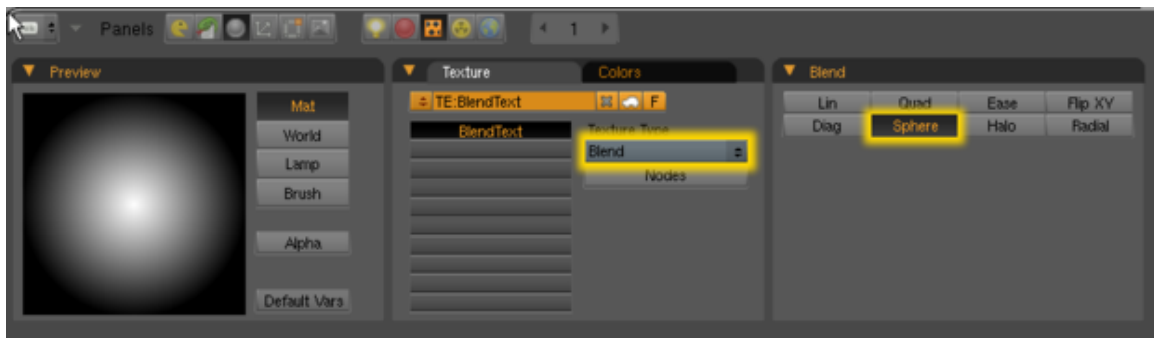 Panels
1
Preview
Mat
World
Lamp
Brush
Alpha
Default Vars
Texture
Colors
TE:BlendText
F
BlendText
Texture Type
Blend
Nodes
Blend
Lin Quad Ease Flip XY
Diag Sphere Halo Radial